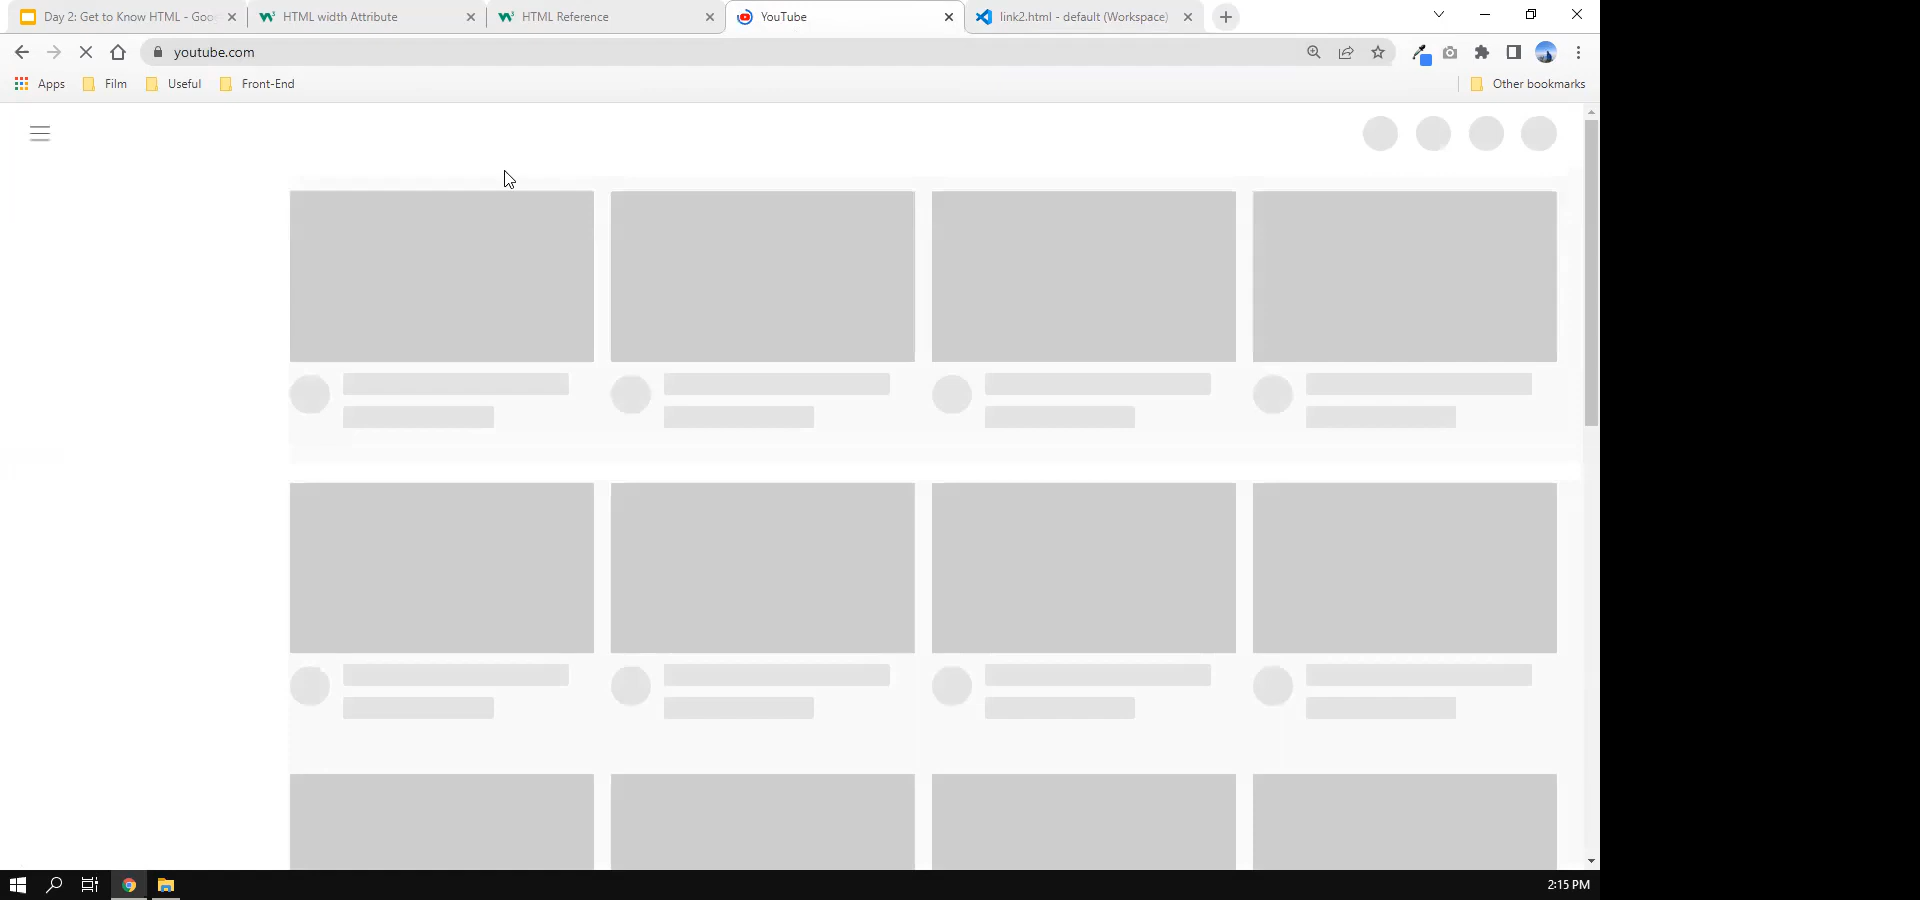 Day 2: Get to Know HTML - Goo
HTML width Attribute
HTML Reference
YouTube
link2.html - default (Workspace)
youtube.com
Apps
Film
Useful
Front-End
Other bookmarks
2:15 PM